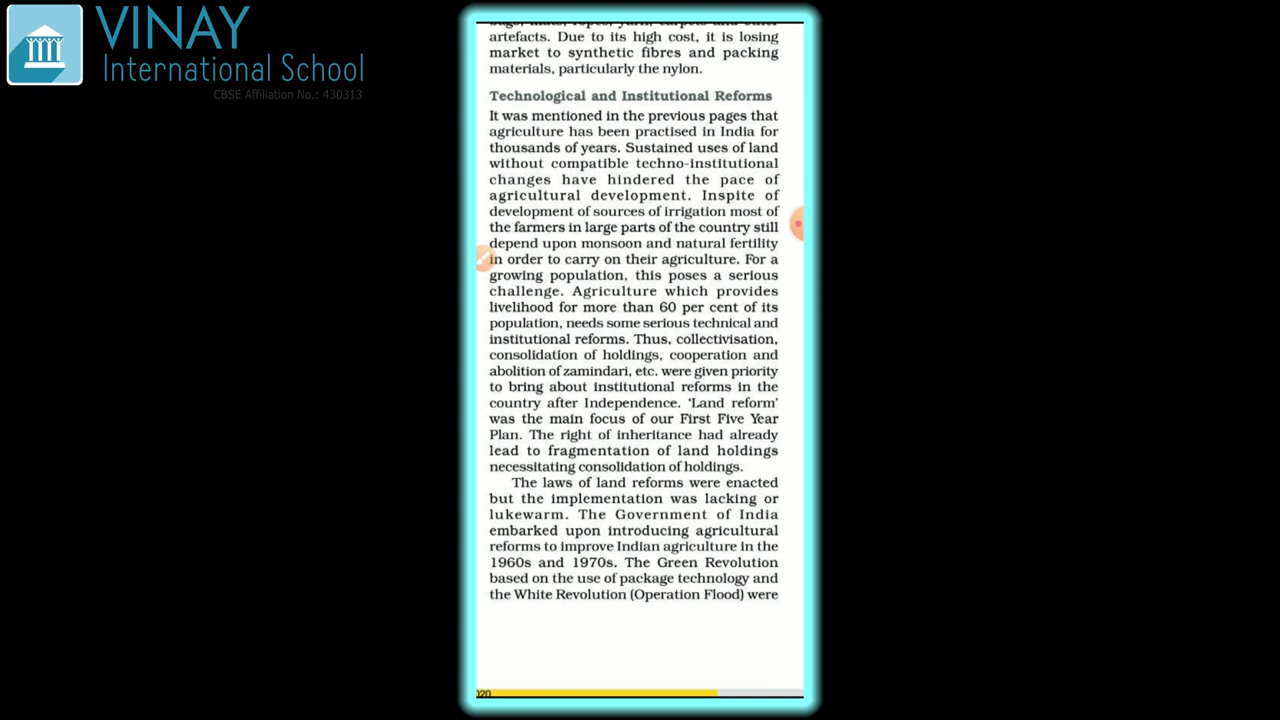 VINAY
International School
CBSE Affiliation No.: 430313
bags, mats, ropes, yarn, carpets and other
artefacts. Due to its high cost, it is losing
market to synthetic fibres and packing
materials, particularly the nylon.
Technological and Institutional Reforms
It was mentioned in the previous pages that
agriculture has been practised in India for
thousands of years. Sustained uses of land
without compatible techno-institutional
changes have hindered the pace of
agricultural development. Inspite of
development of sources of irrigation most of
the farmers in large parts of the country still
depend upon monsoon and natural fertility
in order to carry on their agriculture. For a
growing population, this poses a serious
challenge. Agriculture which provides
livelihood for more than 60 per cent of its
population, needs some serious technical and
institutional reforms. Thus, collectivisation,
consolidation of holdings, cooperation and
abolition of zamindari, etc. were given priority
to bring about institutional reforms in the
country after Independence. 'Land reform'
was the main focus of our First Five Year
Plan. The right of inheritance had already
lead to fragmentation of land holdings
necessitating consolidation of holdings.
The laws of land reforms were enacted
but the implementation was lacking or
lukewarm. The Government of India
embarked upon introducing agricultural
reforms to improve Indian agriculture in the
1960s and 1970s. The Green Revolution
based on the use of package technology and
the White Revolution (Operation Flood) were
020